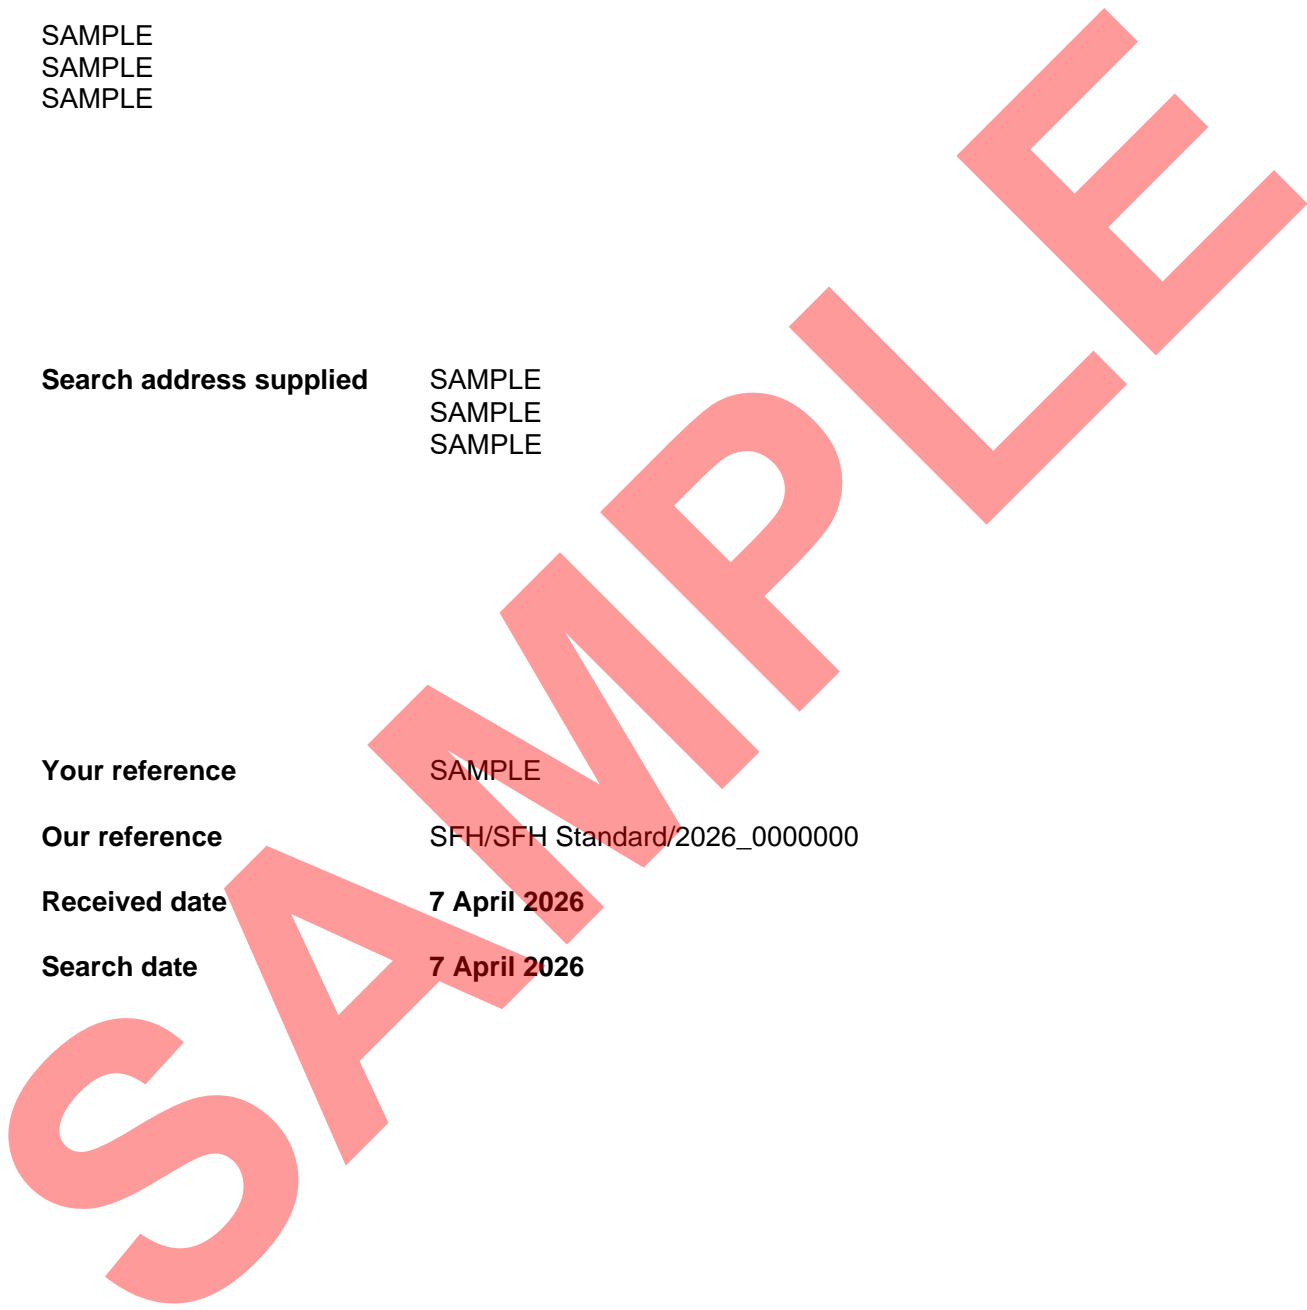 SAMPLE
SAMPLE
SAMPLE
Search address supplied SAMPLE
SAMPLE
SAMPLE
Your reference SAMPLE
Our reference SFH/SFH Standard/2026_0000000
Received date 7 April 2026
Search date 7 April 2026
SAMPLE